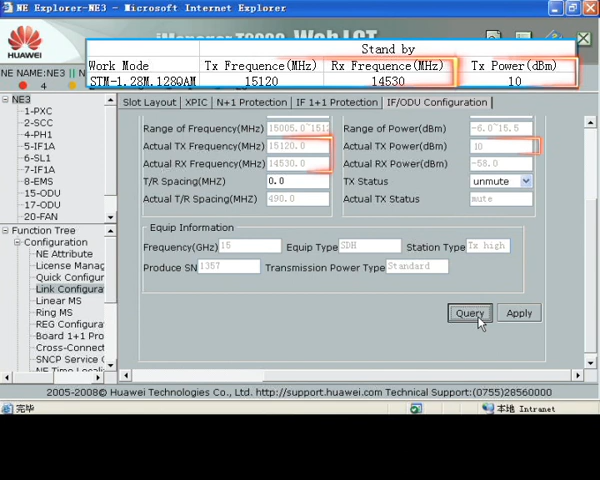 NE Explorer-NE3 - Microsoft Internet Explorer
HUAWEI
Stand by
Work Mode Tx Frequence(MHz) Rx Frequence(MHz) Tx Power(dBm)
STM-1.28M.128QAM 15120 14530 10
NE NAME:NE3
4
Slot Layout XPIC N+1 Protection IF 1+1 Protection IF/ODU Configuration
NE3
1-PXC
2-SCC
4-PH1
5-IF1A
6-SL1
7-IF1A
8-EMS
15-ODU
17-ODU
20-FAN
Range of Frequency(MHz) 15005.0~151 Range of Power(dBm) -6.0~15.5
Actual TX Frequency(MHz) 15120.0 Actual TX Power(dBm) 10
Actual RX Frequency(MHz) 14530.0 Actual RX Power(dBm) -58.0
T/R Spacing(MHZ) 0.0 TX Status unmute
Actual T/R Spacing(MHZ) 490.0 Actual TX Status mute
Equip Information
Frequency(GHz) 15 Equip Type SDH Station Type Tx high
Produce SN 1357 Transmission Power Type Standard
Query Apply
Function Tree
Configuration
NE Attribute
License Manag
Quick Configur
Link Configura
Linear MS
Ring MS
REG Configura
Board 1+1 Pro
Cross-Connect
SNCP Service C
NE Time Locali
2005-2008© Huawei Technologies Co., Ltd. http://support.huawei.com Technical Support:(0755)28560000
完毕 本地 Intranet